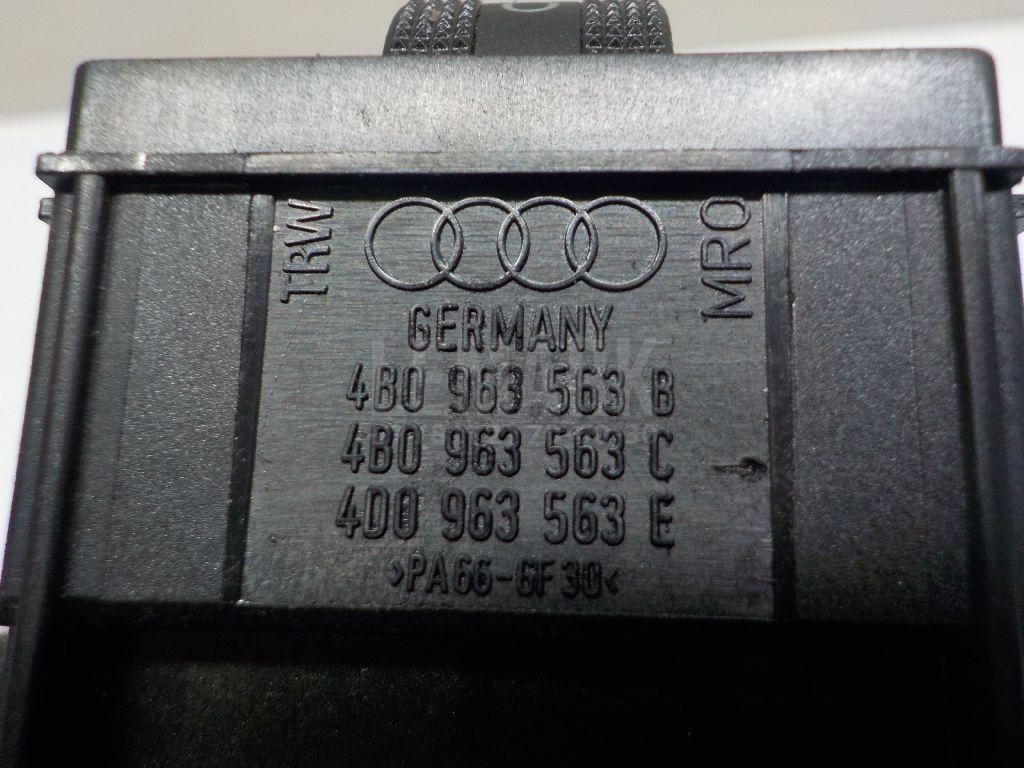 TRW
MRO
GERMANY
4B0 963 563 B
4B0 963 563 C
4D0 963 563 E
>PA66-GF30<